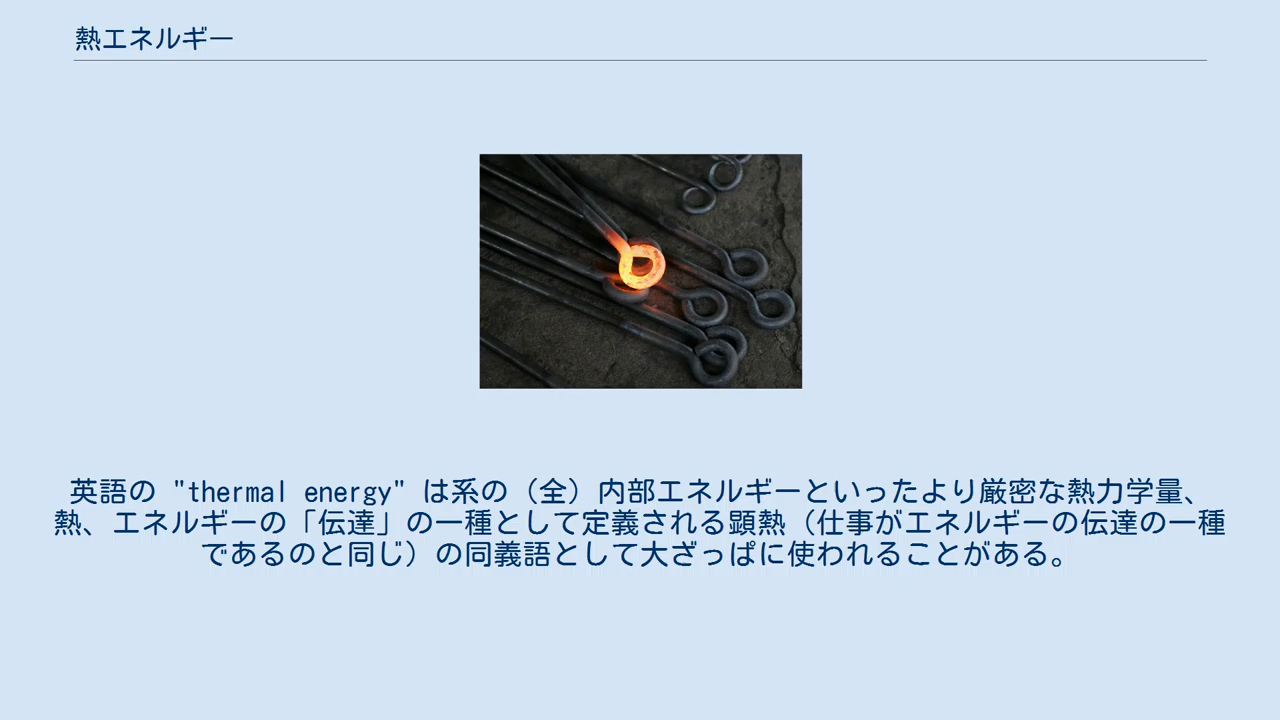 熱エネルギー
英語の "thermal energy" は系の（全）内部エネルギーといったより厳密な熱力学量、
熱、エネルギーの「伝達」の一種として定義される顕熱（仕事がエネルギーの伝達の一種
であるのと同じ）の同義語として大ざっぱに使われることがある。